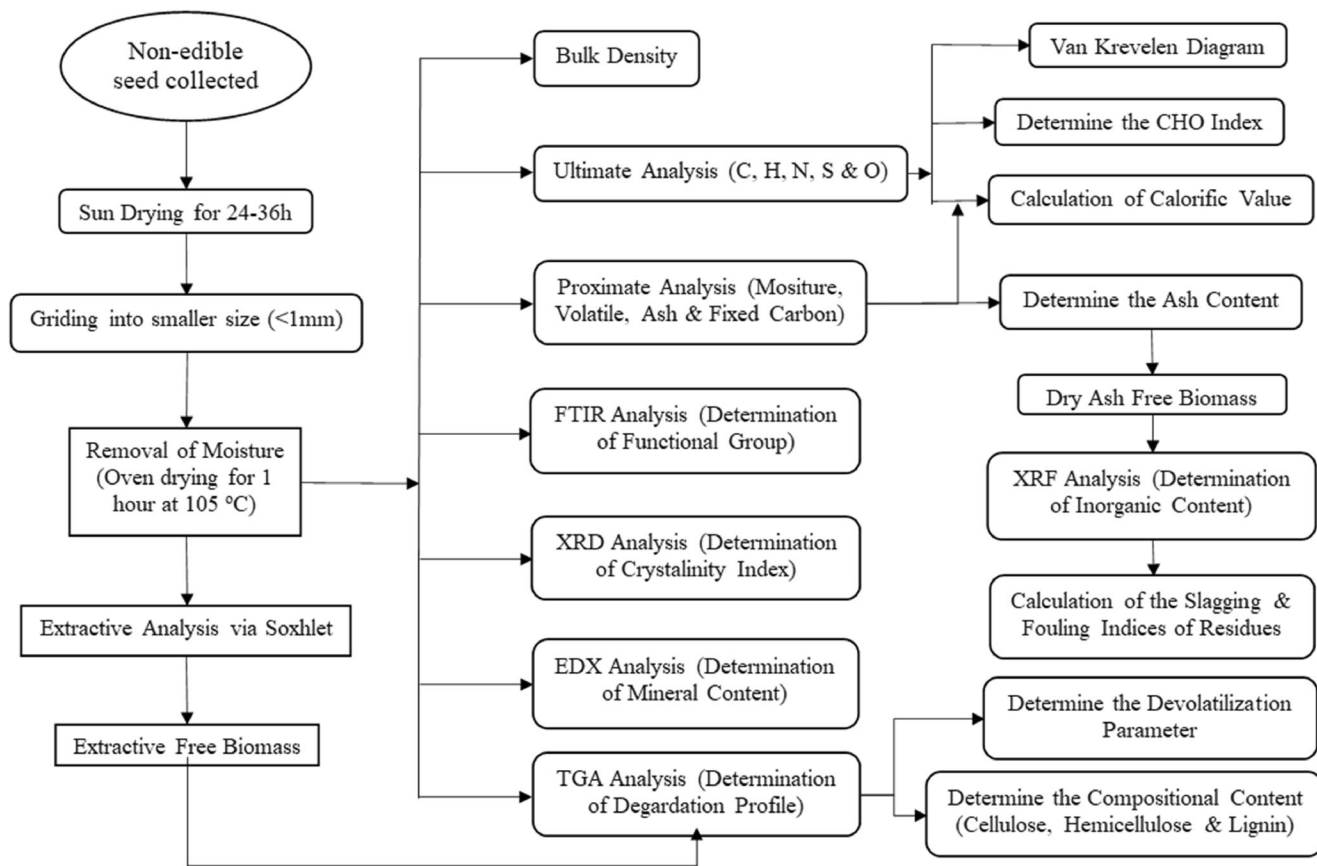 Non-edible
seed collected
Sun Drying for 24-36h
Griding into smaller size (<1mm)
Removal of Moisture
(Oven drying for 1
hour at 105 °C)
Extractive Analysis via Soxhlet
Extractive Free Biomass
Bulk Density
Ultimate Analysis (C, H, N, S & O)
Proximate Analysis (Mositure,
Volatile, Ash & Fixed Carbon)
FTIR Analysis (Determination
of Functional Group)
XRD Analysis (Determination
of Crystalinity Index)
EDX Analysis (Determination
of Mineral Content)
TGA Analysis (Determination
of Degardation Profile)
Van Krevelen Diagram
Determine the CHO Index
Calculation of Calorific Value
Determine the Ash Content
Dry Ash Free Biomass
XRF Analysis (Determination
of Inorganic Content)
Calculation of the Slagging &
Fouling Indices of Residues
Determine the Devolatilization
Parameter
Determine the Compositional Content
(Cellulose, Hemicellulose & Lignin)